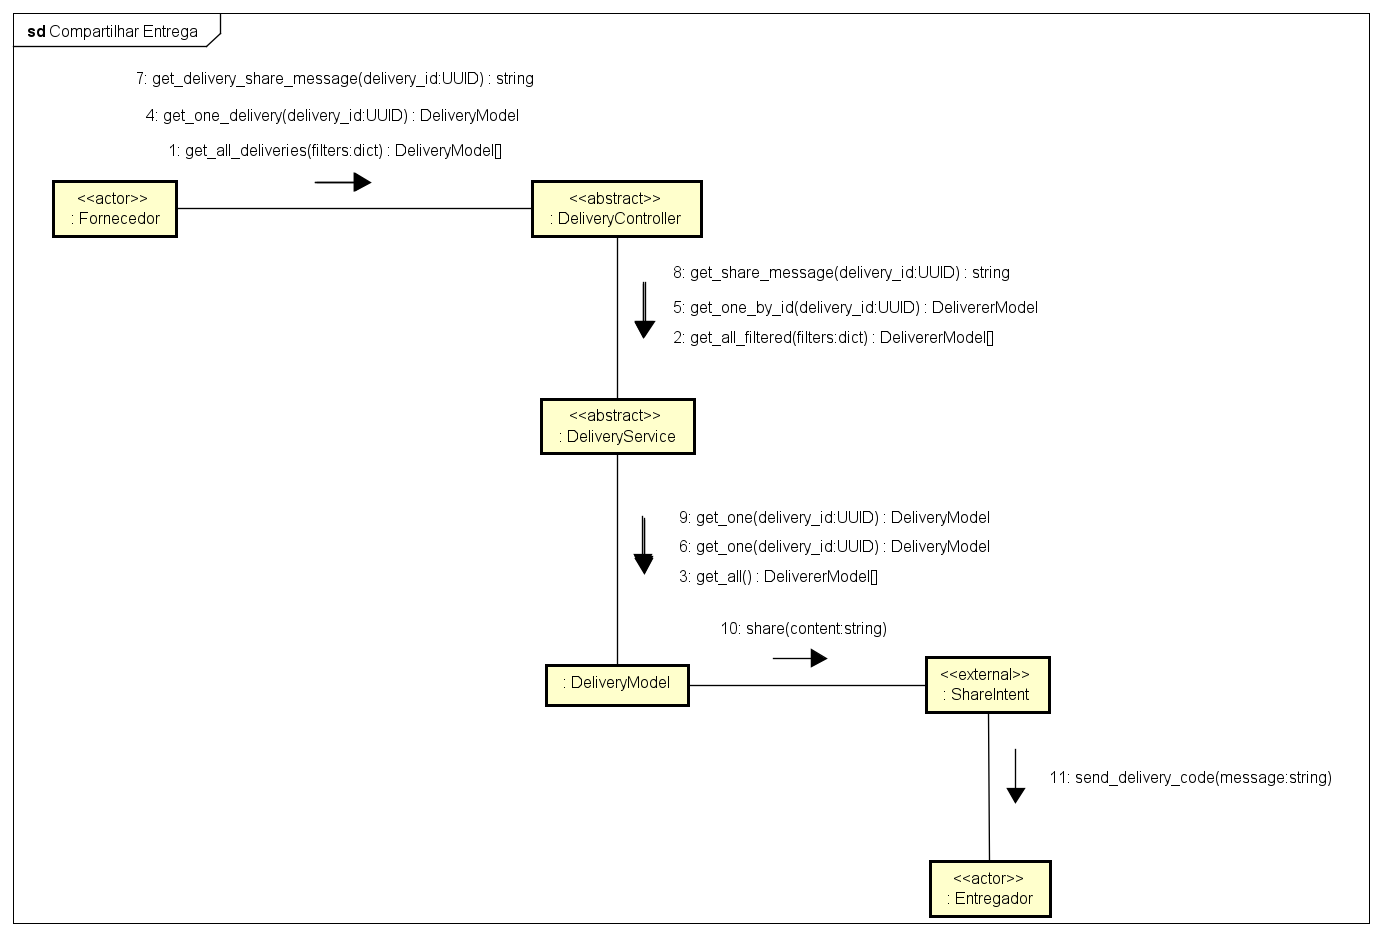 sd Compartilhar Entrega
7: get_delivery_share_message(delivery_id:UUID) : string
4: get_one_delivery(delivery_id:UUID) : DeliveryModel
1: get_all_deliveries(filters:dict) : DeliveryModel[]
<<actor>>
: Fornecedor
<<abstract>>
: DeliveryController
8: get_share_message(delivery_id:UUID) : string
5: get_one_by_id(delivery_id:UUID) : DelivererModel
2: get_all_filtered(filters:dict) : DelivererModel[]
<<abstract>>
: DeliveryService
9: get_one(delivery_id:UUID) : DeliveryModel
6: get_one(delivery_id:UUID) : DeliveryModel
3: get_all() : DelivererModel[]
10: share(content:string)
: DeliveryModel
<<external>>
: ShareIntent
11: send_delivery_code(message:string)
<<actor>>
: Entregador